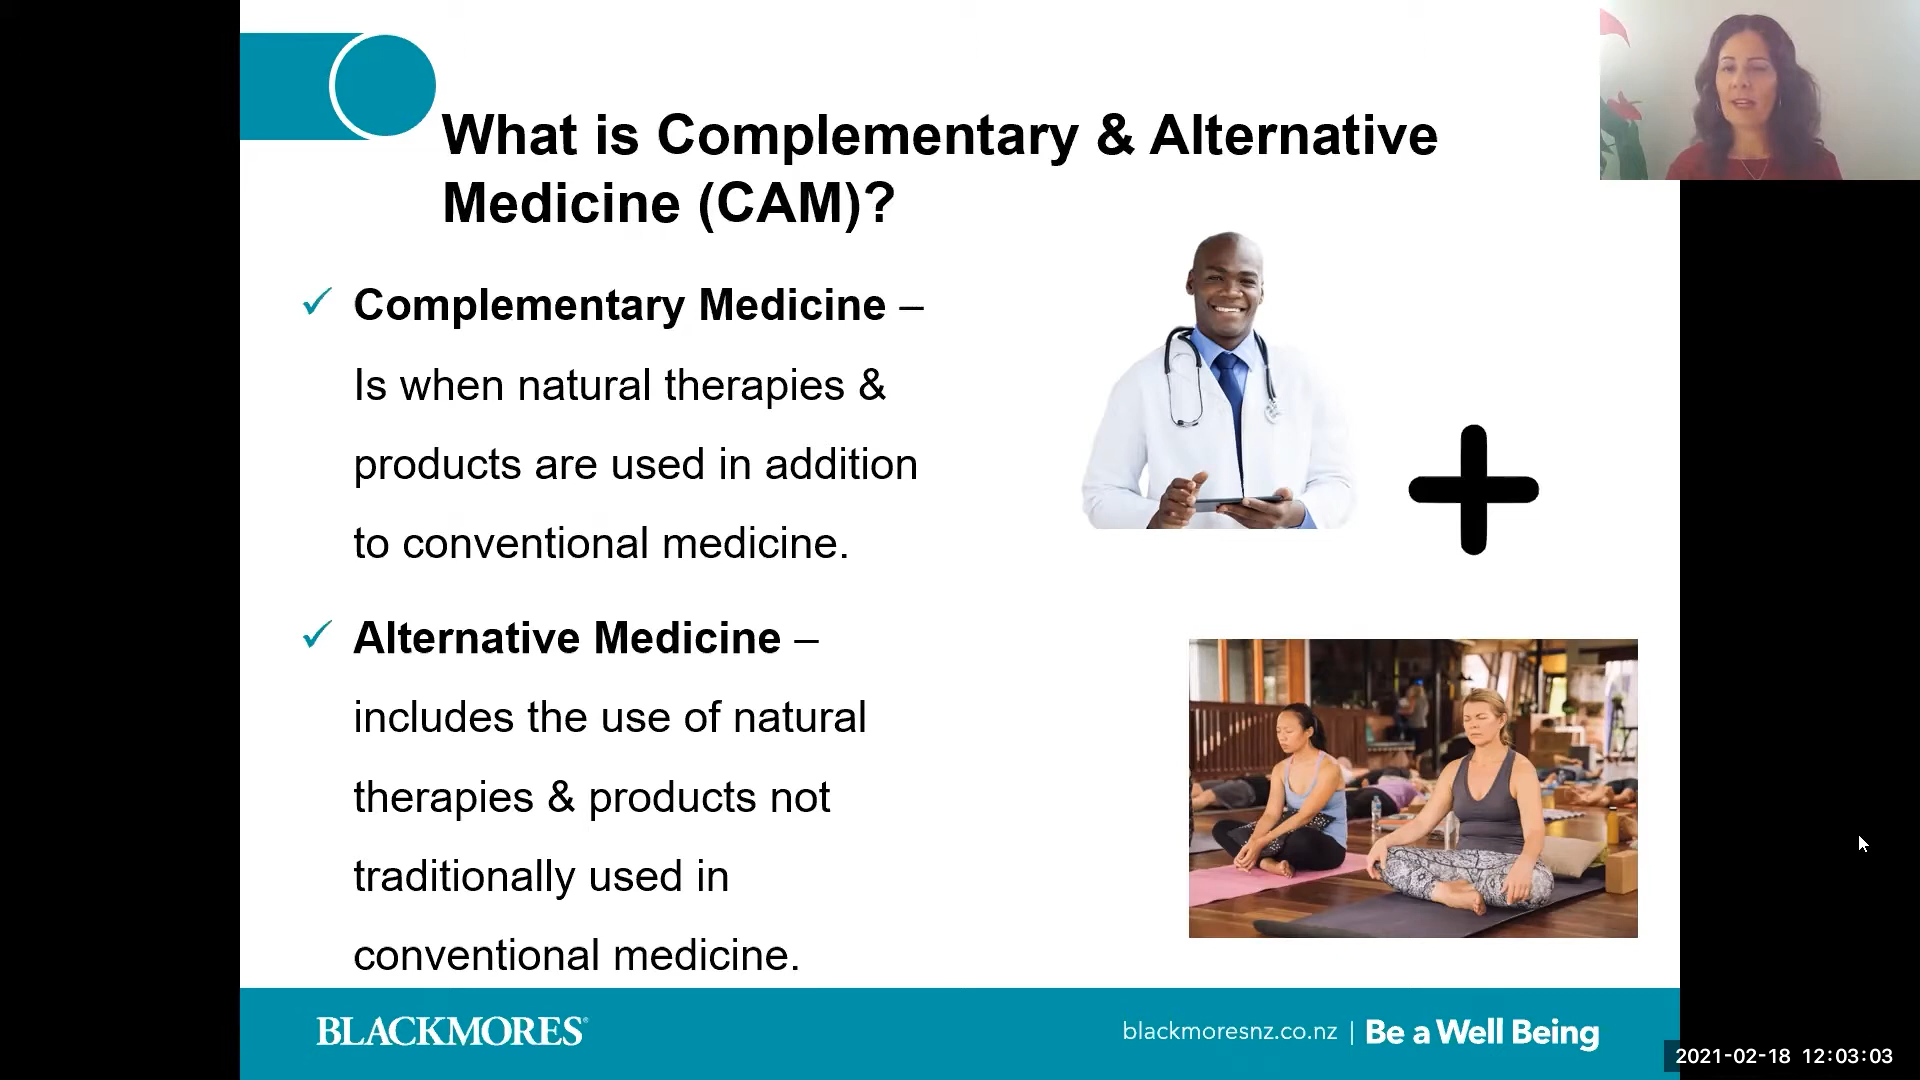 What is Complementary & Alternative
Medicine (CAM)?
Complementary Medicine –
Is when natural therapies &
products are used in addition
to conventional medicine.
Alternative Medicine –
includes the use of natural
therapies & products not
traditionally used in
conventional medicine.
BLACKMORES®
blackmoresnz.co.nz | Be a Well Being
2021-02-18 12:03:03